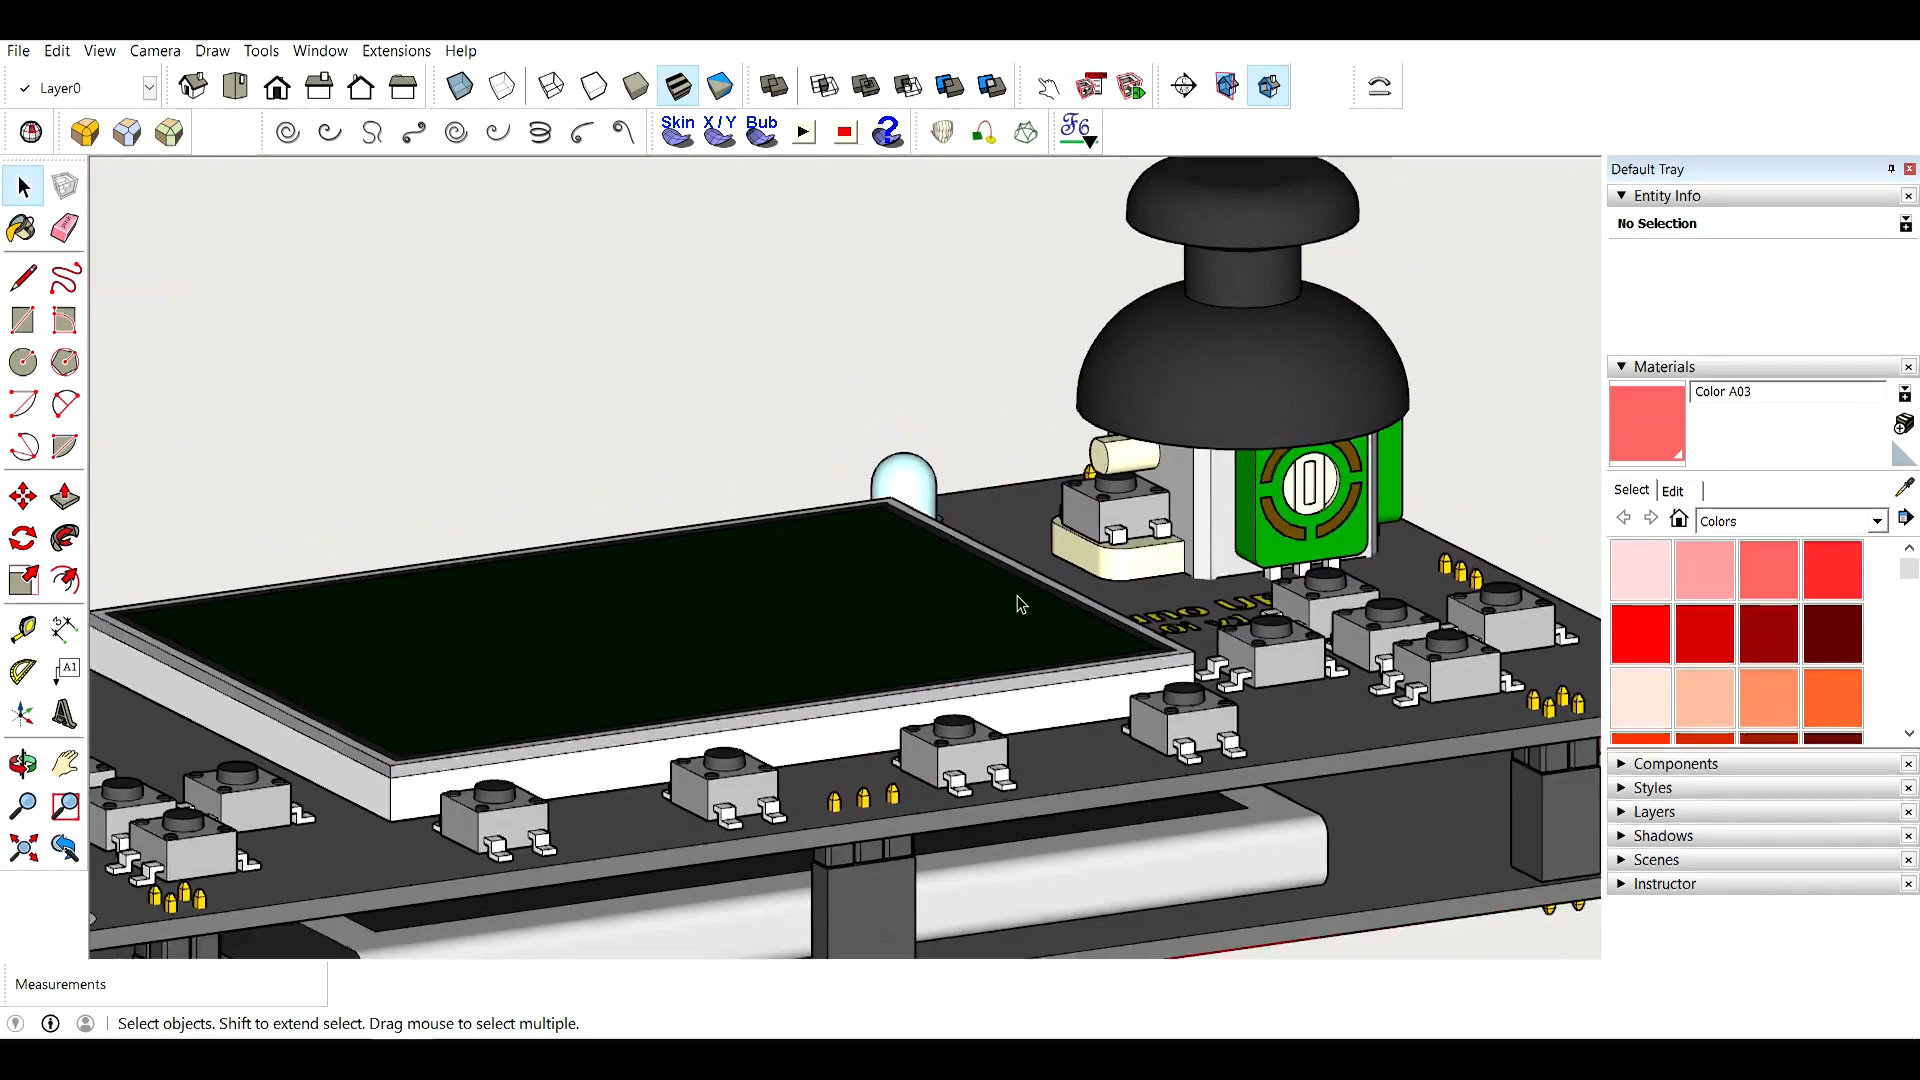 File Edit View Camera Draw Tools Window Extensions Help
Layer0
Skin X/Y Bub
F6
Default Tray
Entity Info
No Selection
Materials
Color A03
Select Edit
Colors
A1
Components
Styles
Layers
Shadows
Scenes
Instructor
Measurements
Select objects. Shift to extend select. Drag mouse to select multiple.